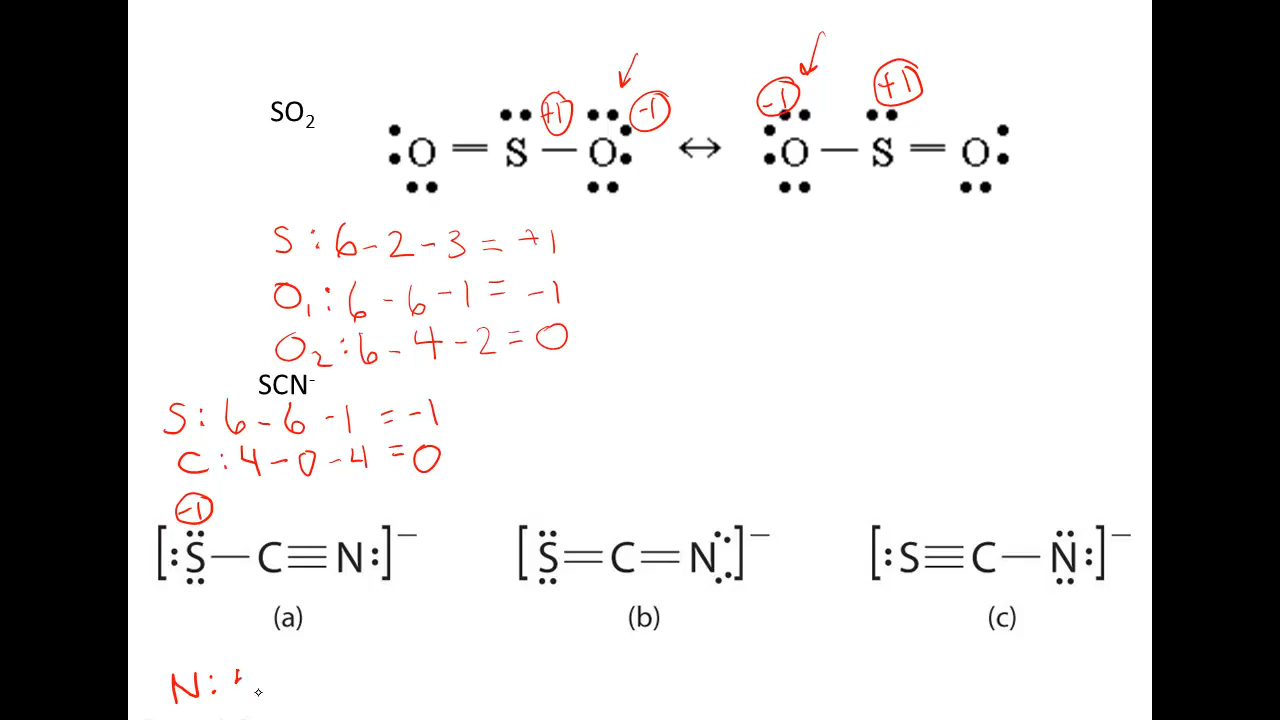 SO₂
+1 -1 -1 +1
O = S — O ↔ O — S = O
S: 6 - 2 - 3 = +1
O₁: 6 - 6 - 1 = -1
O₂: 6 - 4 - 2 = 0
SCN⁻
S: 6 - 6 - 1 = -1
C: 4 - 0 - 4 = 0
-1
[S — C ≡ N]⁻ [S = C = N]⁻ [S ≡ C — N]⁻
(a) (b) (c)
N: